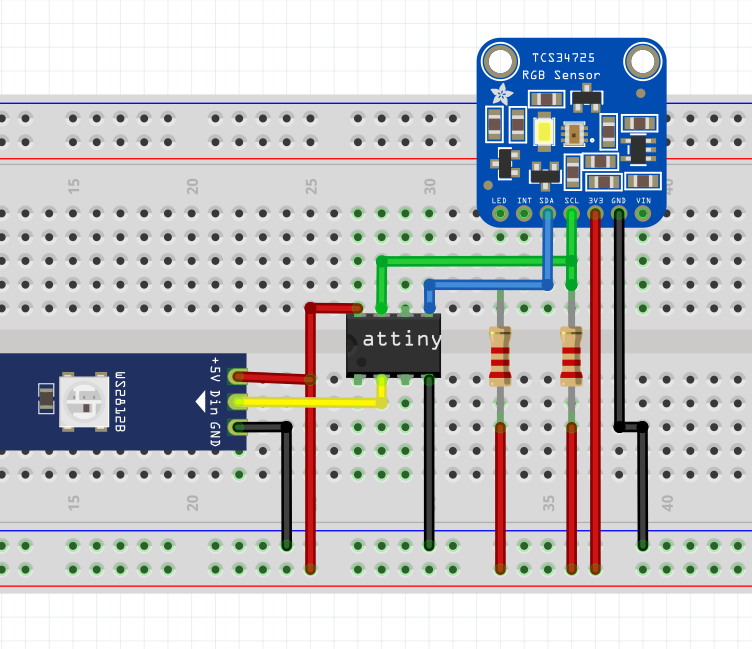 TCS34725
RGB Sensor
LED INT SDA SCL 3V3 GND VIN
15 20 25 30 40
attiny
+5V
Din
GND
WS2812B
15 20 35 40